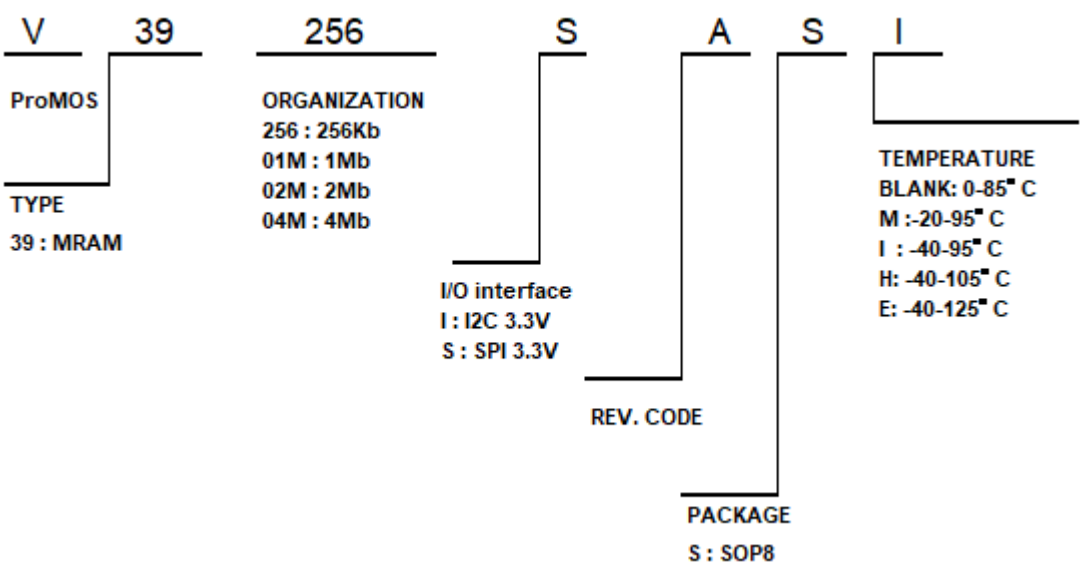 V 39 256 S A S I
ProMOS
TYPE
39 : MRAM
ORGANIZATION
256 : 256Kb
01M : 1Mb
02M : 2Mb
04M : 4Mb
I/O interface
I : I2C 3.3V
S : SPI 3.3V
REV. CODE
PACKAGE
S : SOP8
TEMPERATURE
BLANK: 0-85° C
M :-20-95° C
I : -40-95° C
H: -40-105° C
E: -40-125° C